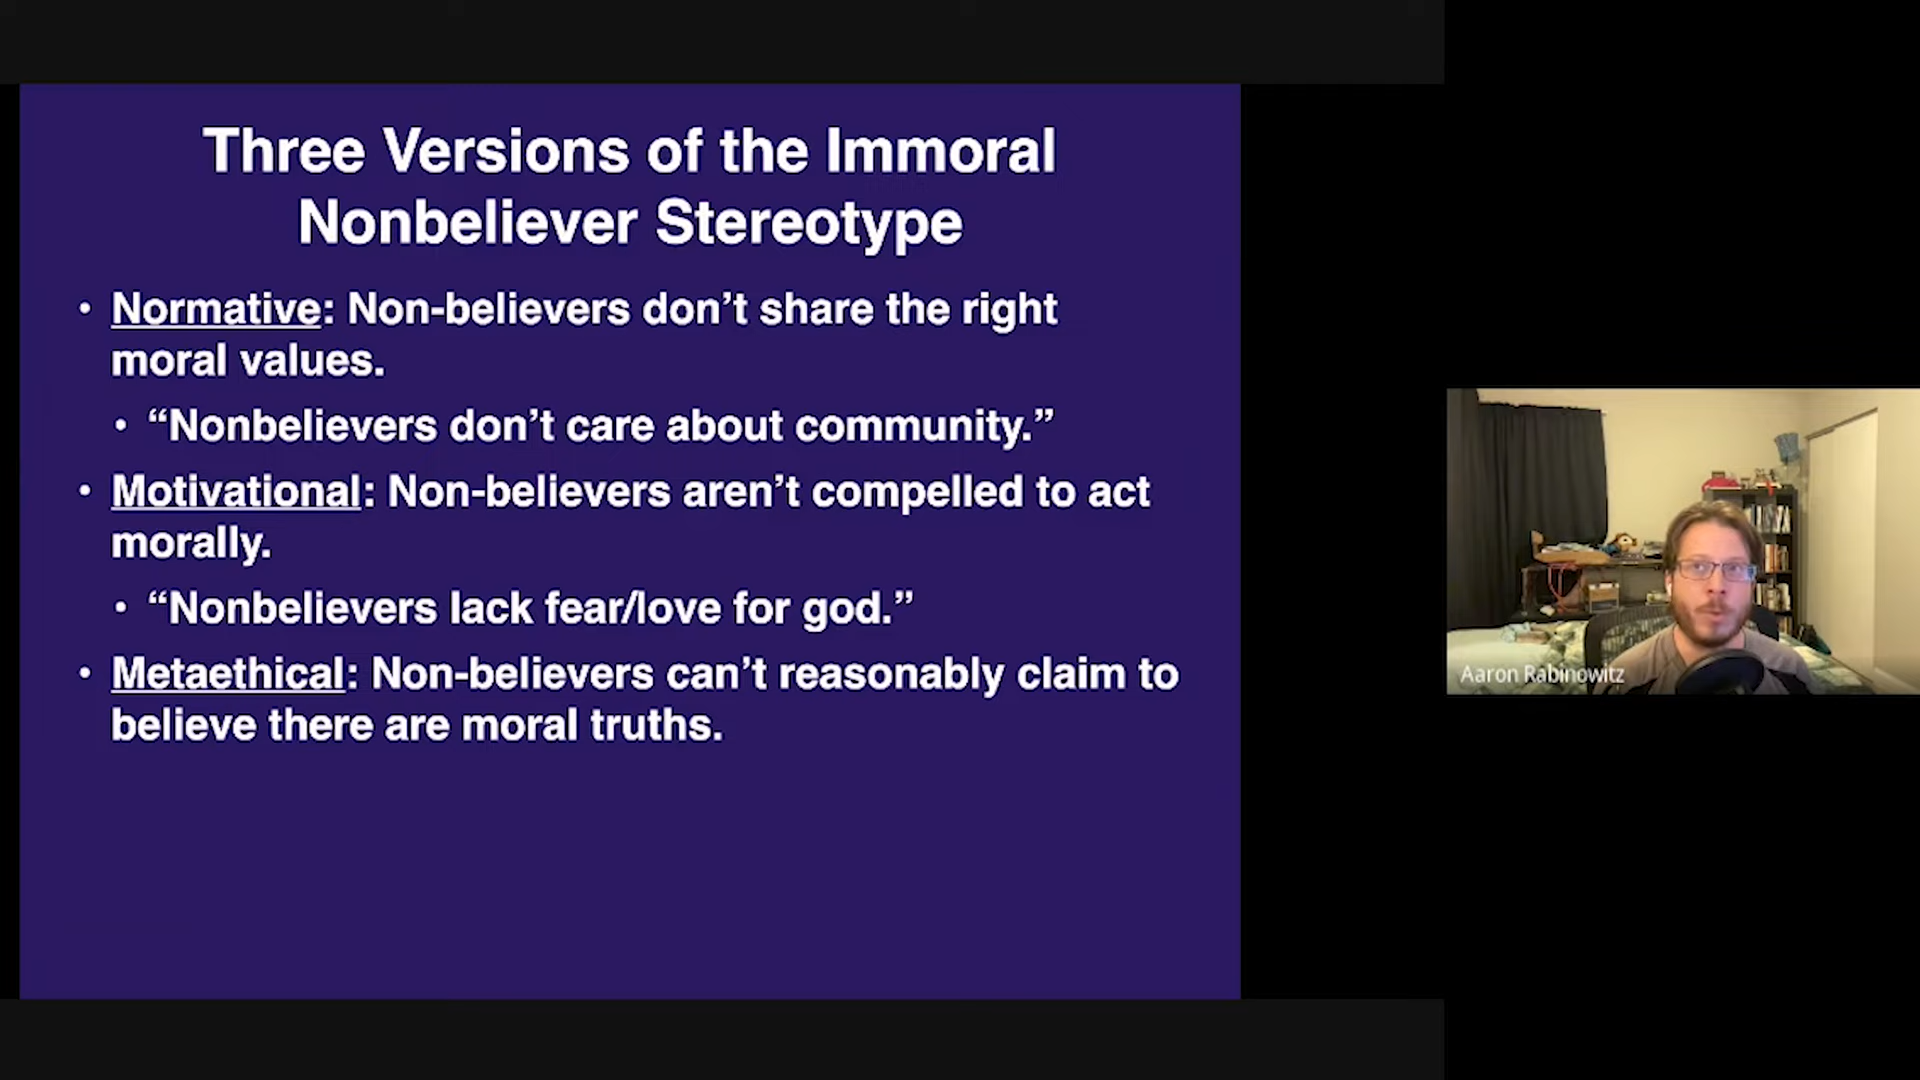 Three Versions of the Immoral
Nonbeliever Stereotype
• Normative: Non-believers don’t share the right
moral values.
• “Nonbelievers don’t care about community.”
• Motivational: Non-believers aren’t compelled to act
morally.
• “Nonbelievers lack fear/love for god.”
• Metaethical: Non-believers can’t reasonably claim to
believe there are moral truths.
Aaron Rabinowitz